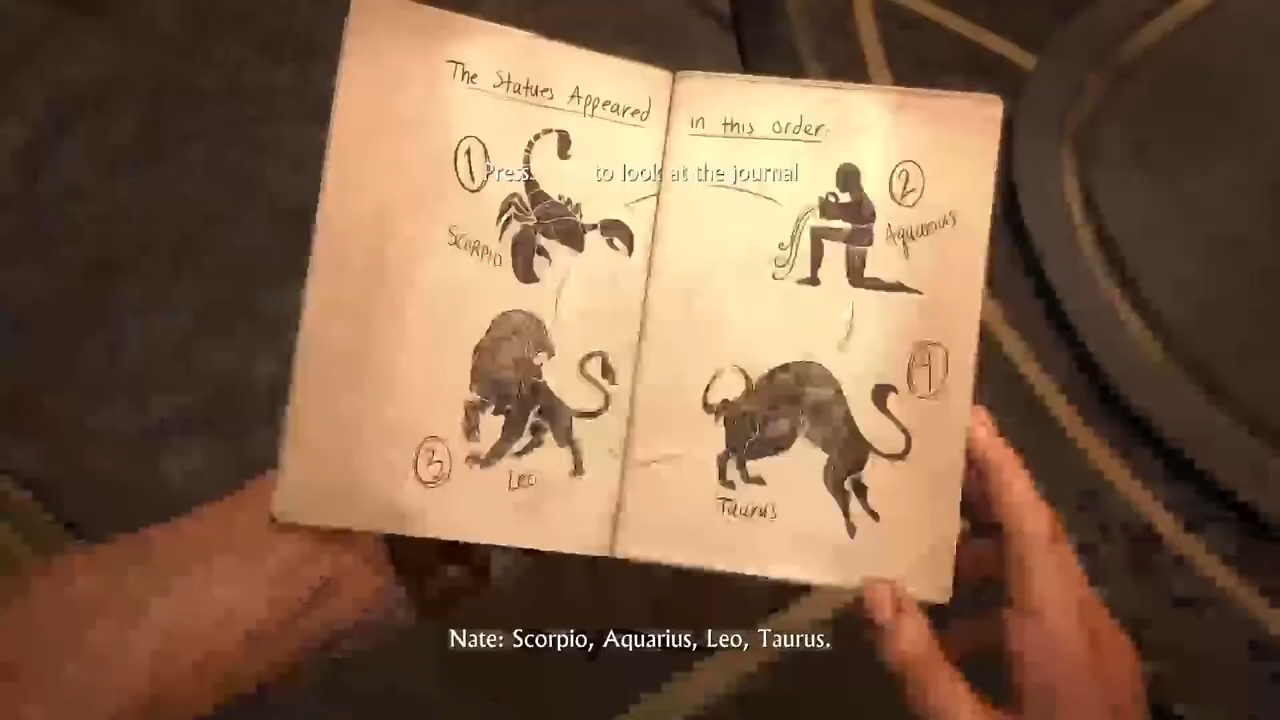 The Statues Appeared in this order:
1
Press to look at the journal
2
Scorpio
Aquarius
3
4
Leo
Taurus
Nate: Scorpio, Aquarius, Leo, Taurus.